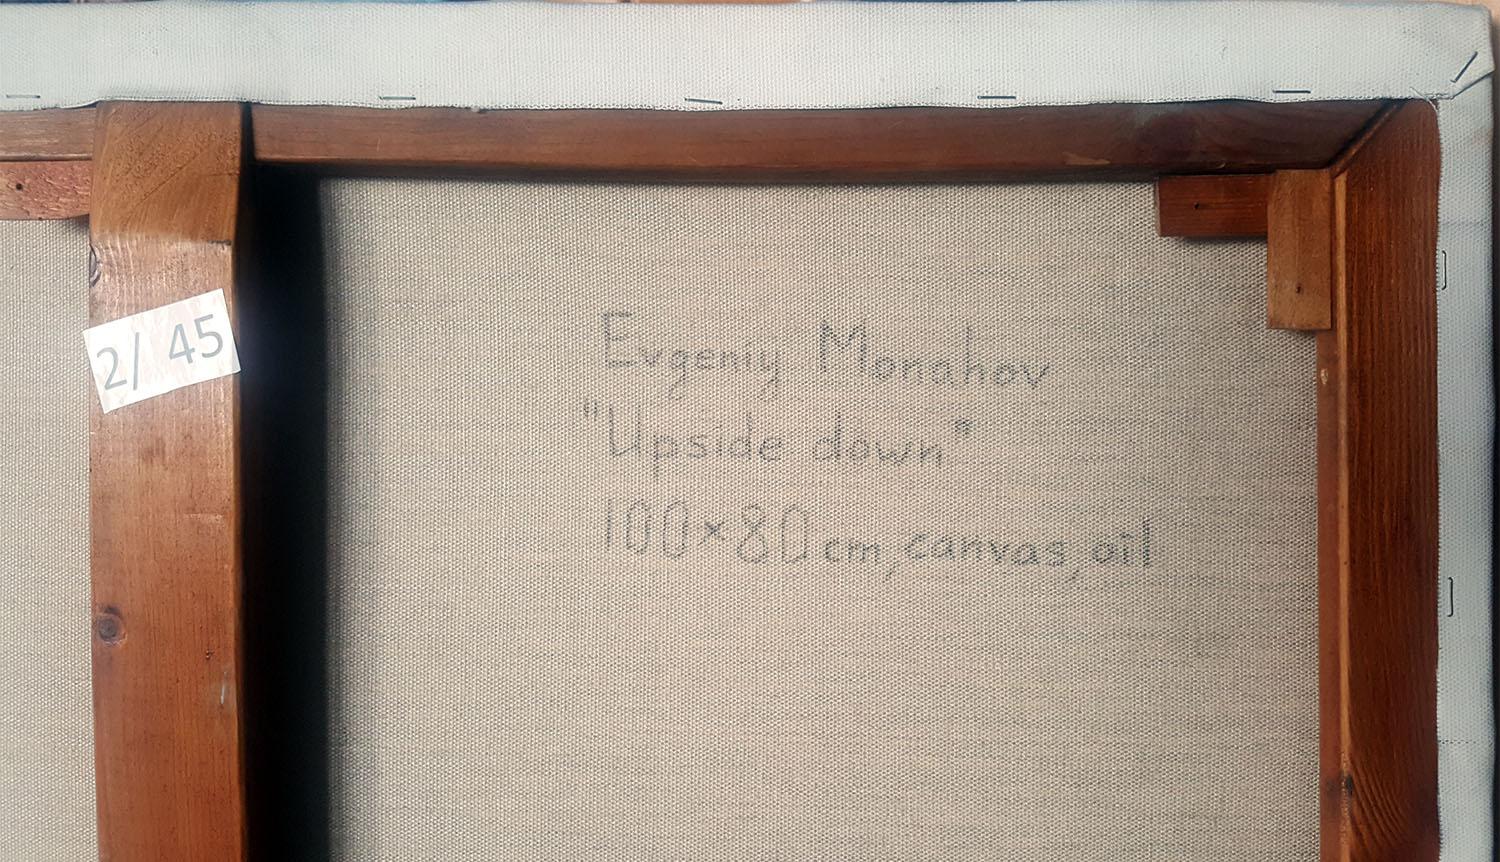 2/ 45
Evgeniy Monahov
"Upside down"
100×80 cm, canvas, oil